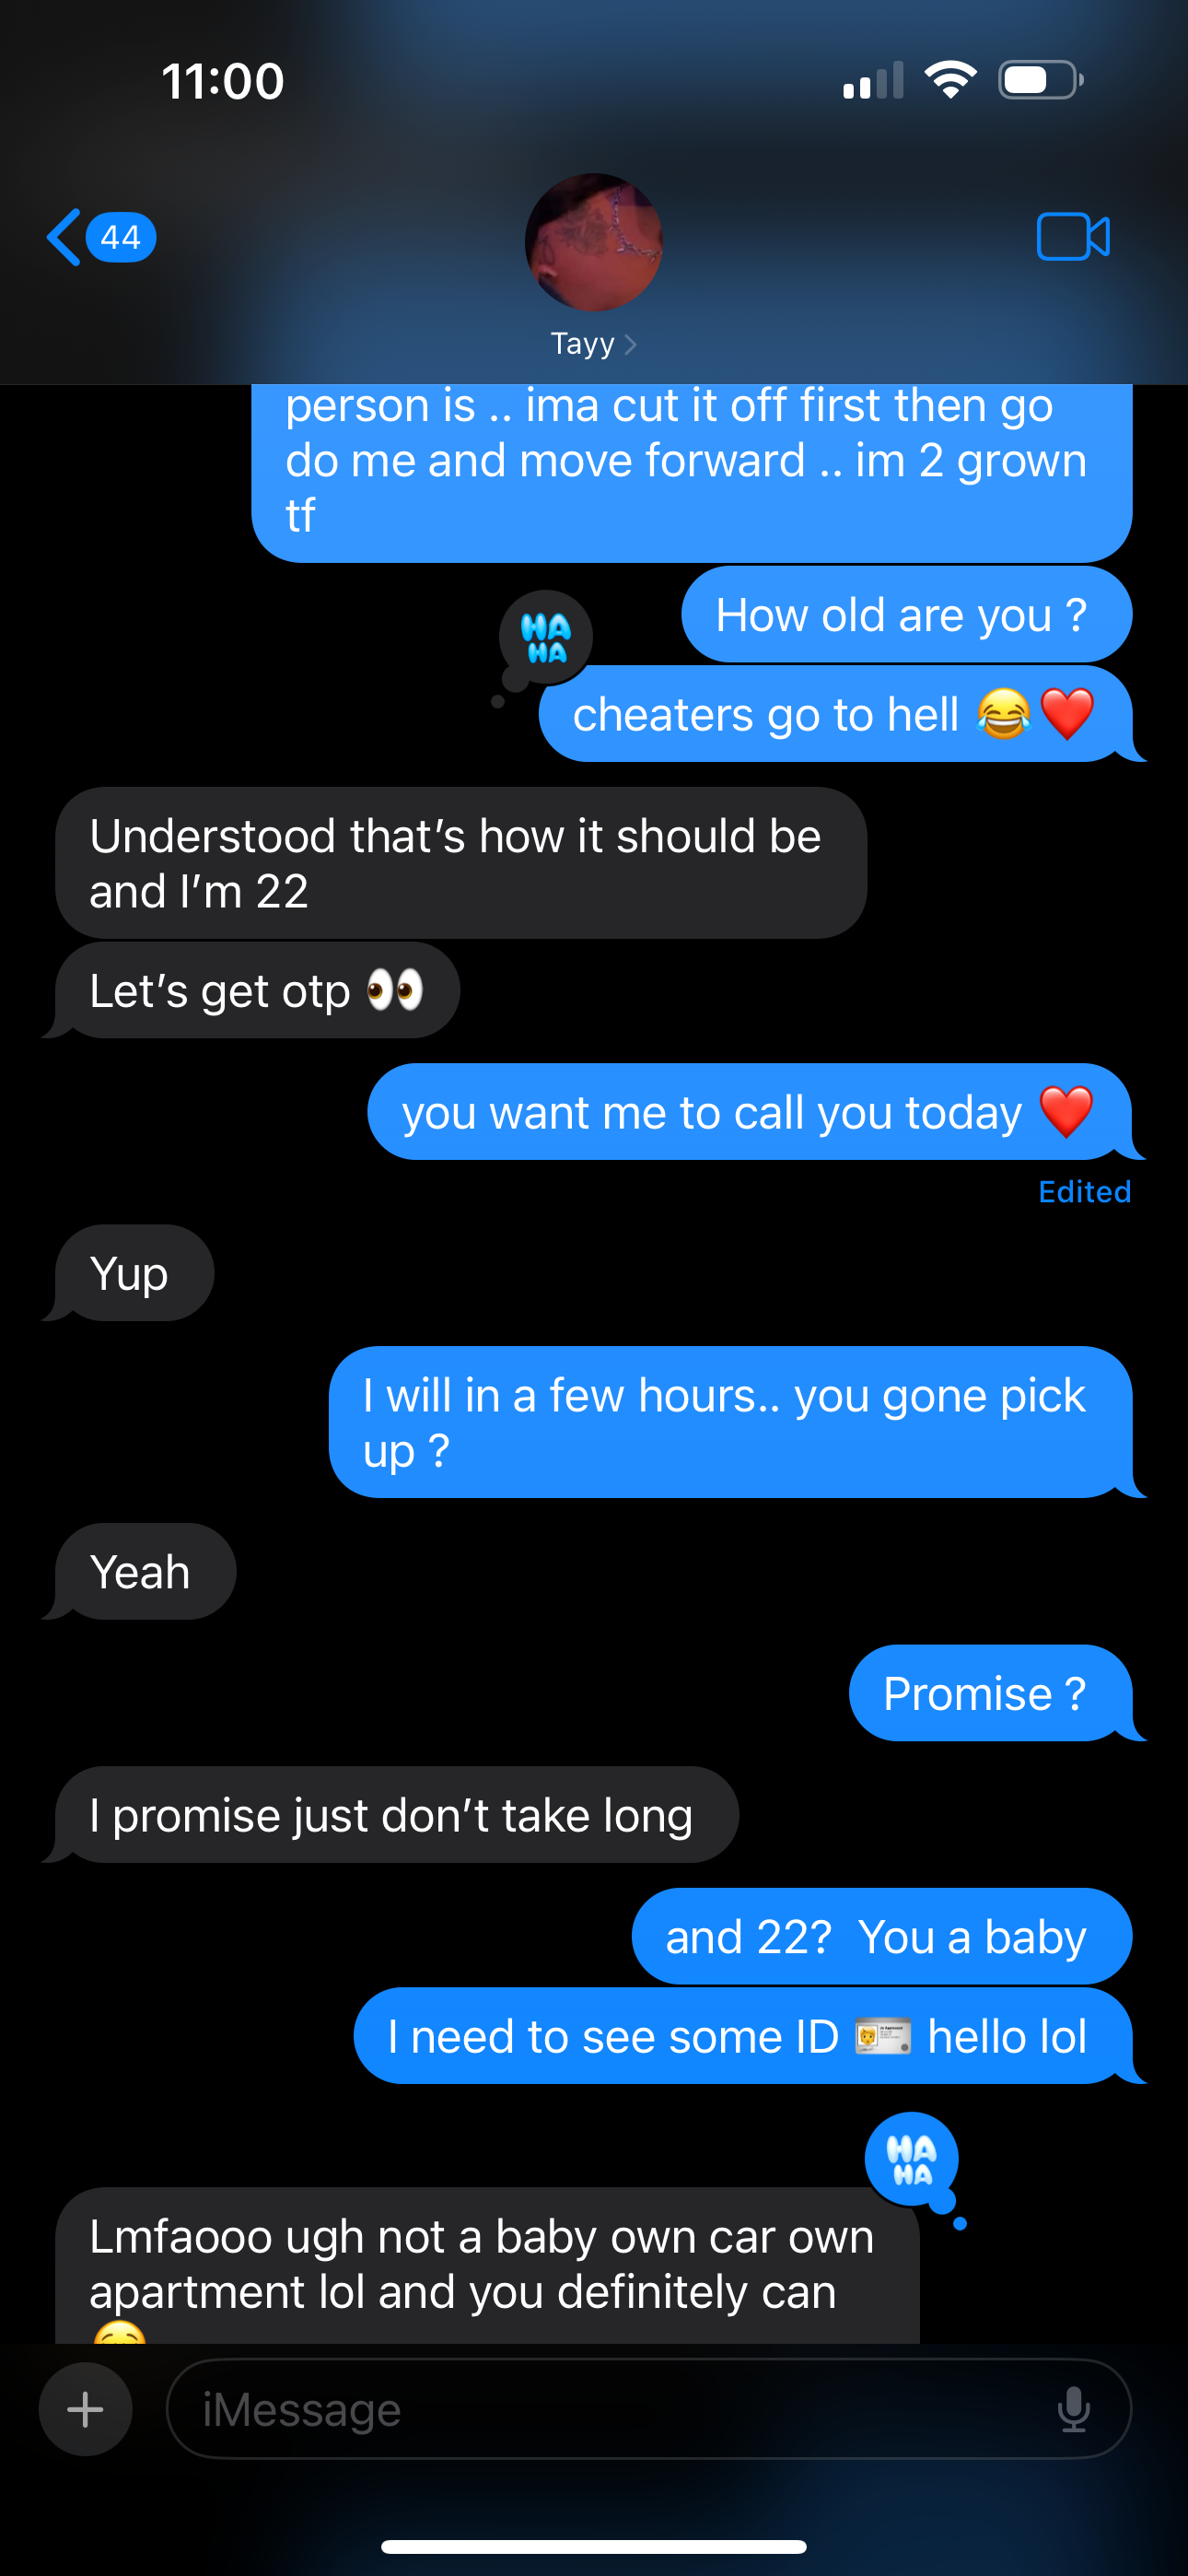 11:00
44
Tayy
person is .. ima cut it off first then go
do me and move forward .. im 2 grown
tf
How old are you ?
HA
HA
cheaters go to hell 😂❤️
Understood that’s how it should be
and I’m 22
Let’s get otp 👀
you want me to call you today ❤️
Edited
Yup
I will in a few hours.. you gone pick
up ?
Yeah
Promise ?
I promise just don’t take long
and 22?  You a baby
I need to see some ID 🪪 hello lol
HA
HA
Lmfaooo ugh not a baby own car own
apartment lol and you definitely can
iMessage